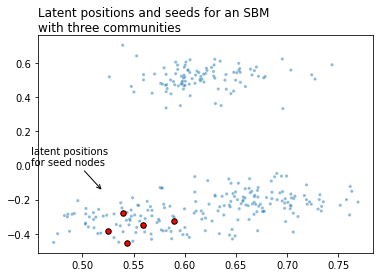 Latent positions and seeds for an SBM
with three communities
0.6
0.4
0.2
0.0
−0.2
−0.4
latent positions
for seed nodes
0.50 0.55 0.60 0.65 0.70 0.75